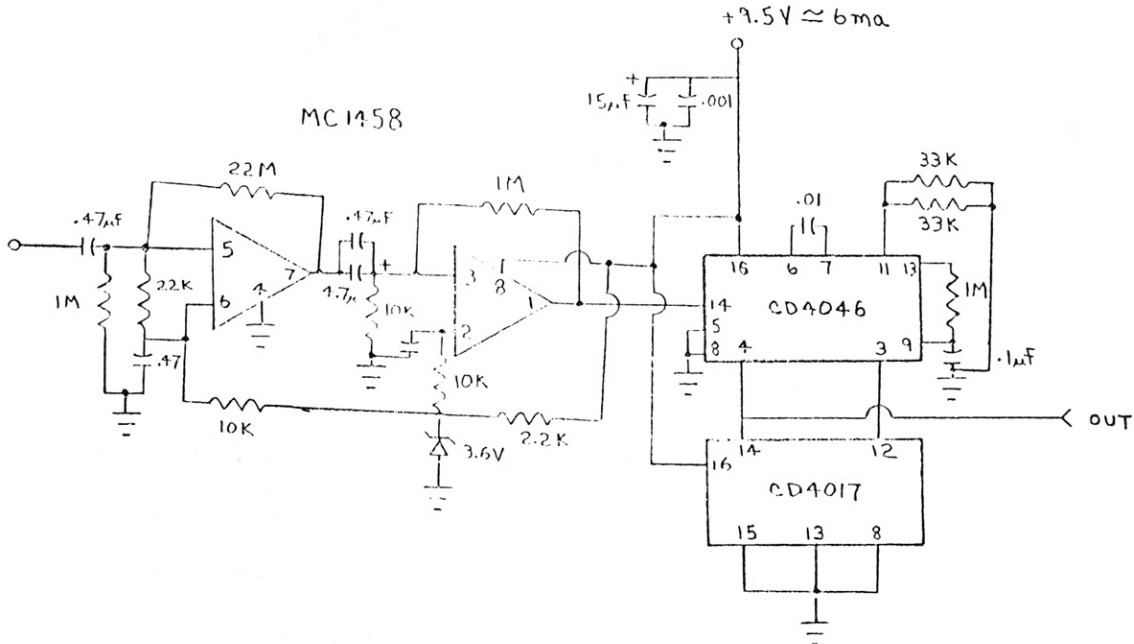 +9.5V ≃ 6ma
+
15µF
.001
MC1458
22M
1M
33K
33K
.47µF
.47µF
.01
5
7
4
6
1M
22K
.47
+
4.7µ
10K
3
8
1
2
16
6
7
11
13
14
CD4046
5
8
4
3
9
1M
.1µF
10K
10K
2.2K
3.6V
OUT
14
12
16
CD4017
15
13
8